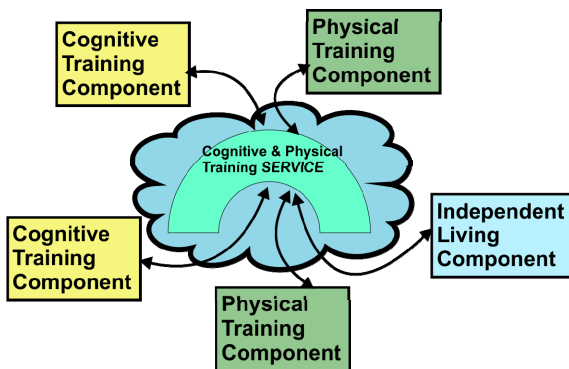 Cognitive
Training
Component
Physical
Training
Component
Cognitive & Physical
Training SERVICE
Cognitive
Training
Component
Independent
Living
Component
Physical
Training
Component